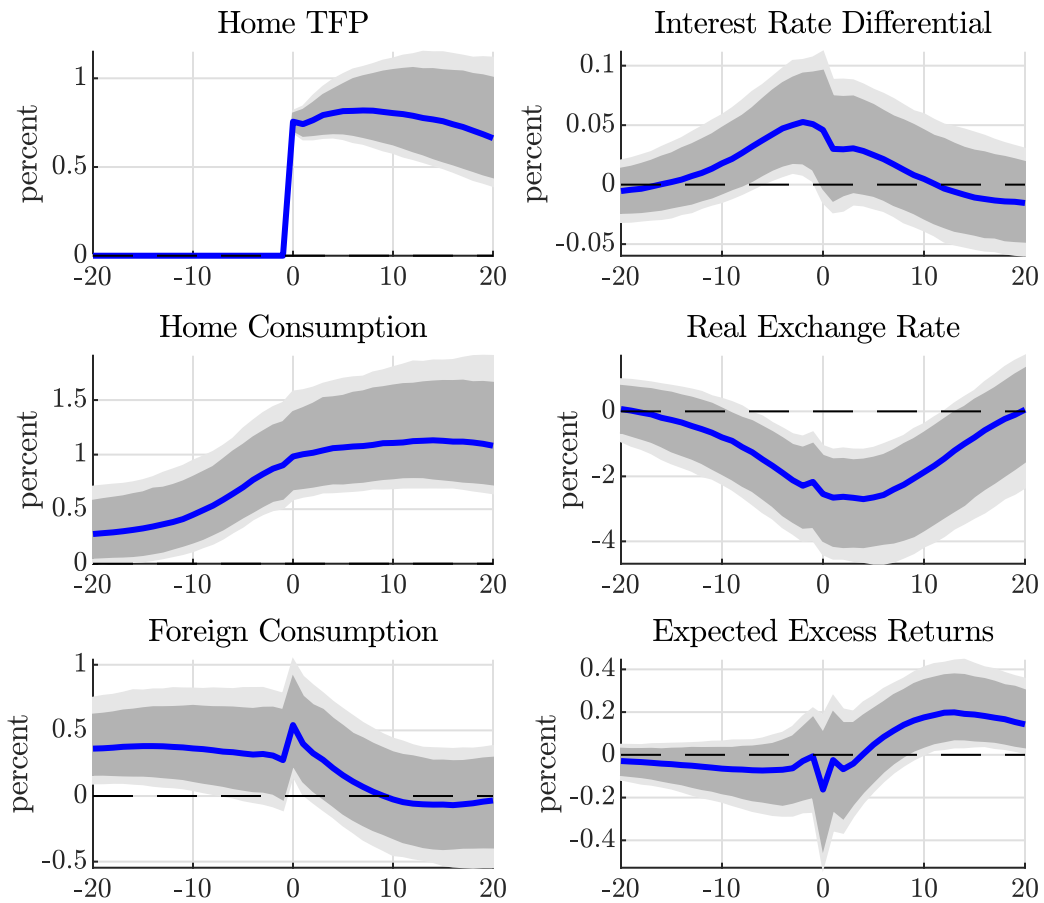 Home TFP
percent
1
0.5
0
-20 -10 0 10 20
Interest Rate Differential
percent
0.1
0.05
0
-0.05
-20 -10 0 10 20
Home Consumption
percent
1.5
1
0.5
0
-20 -10 0 10 20
Real Exchange Rate
percent
0
-2
-4
-20 -10 0 10 20
Foreign Consumption
percent
1
0.5
0
-0.5
-20 -10 0 10 20
Expected Excess Returns
percent
0.4
0.2
0
-0.2
-0.4
-20 -10 0 10 20